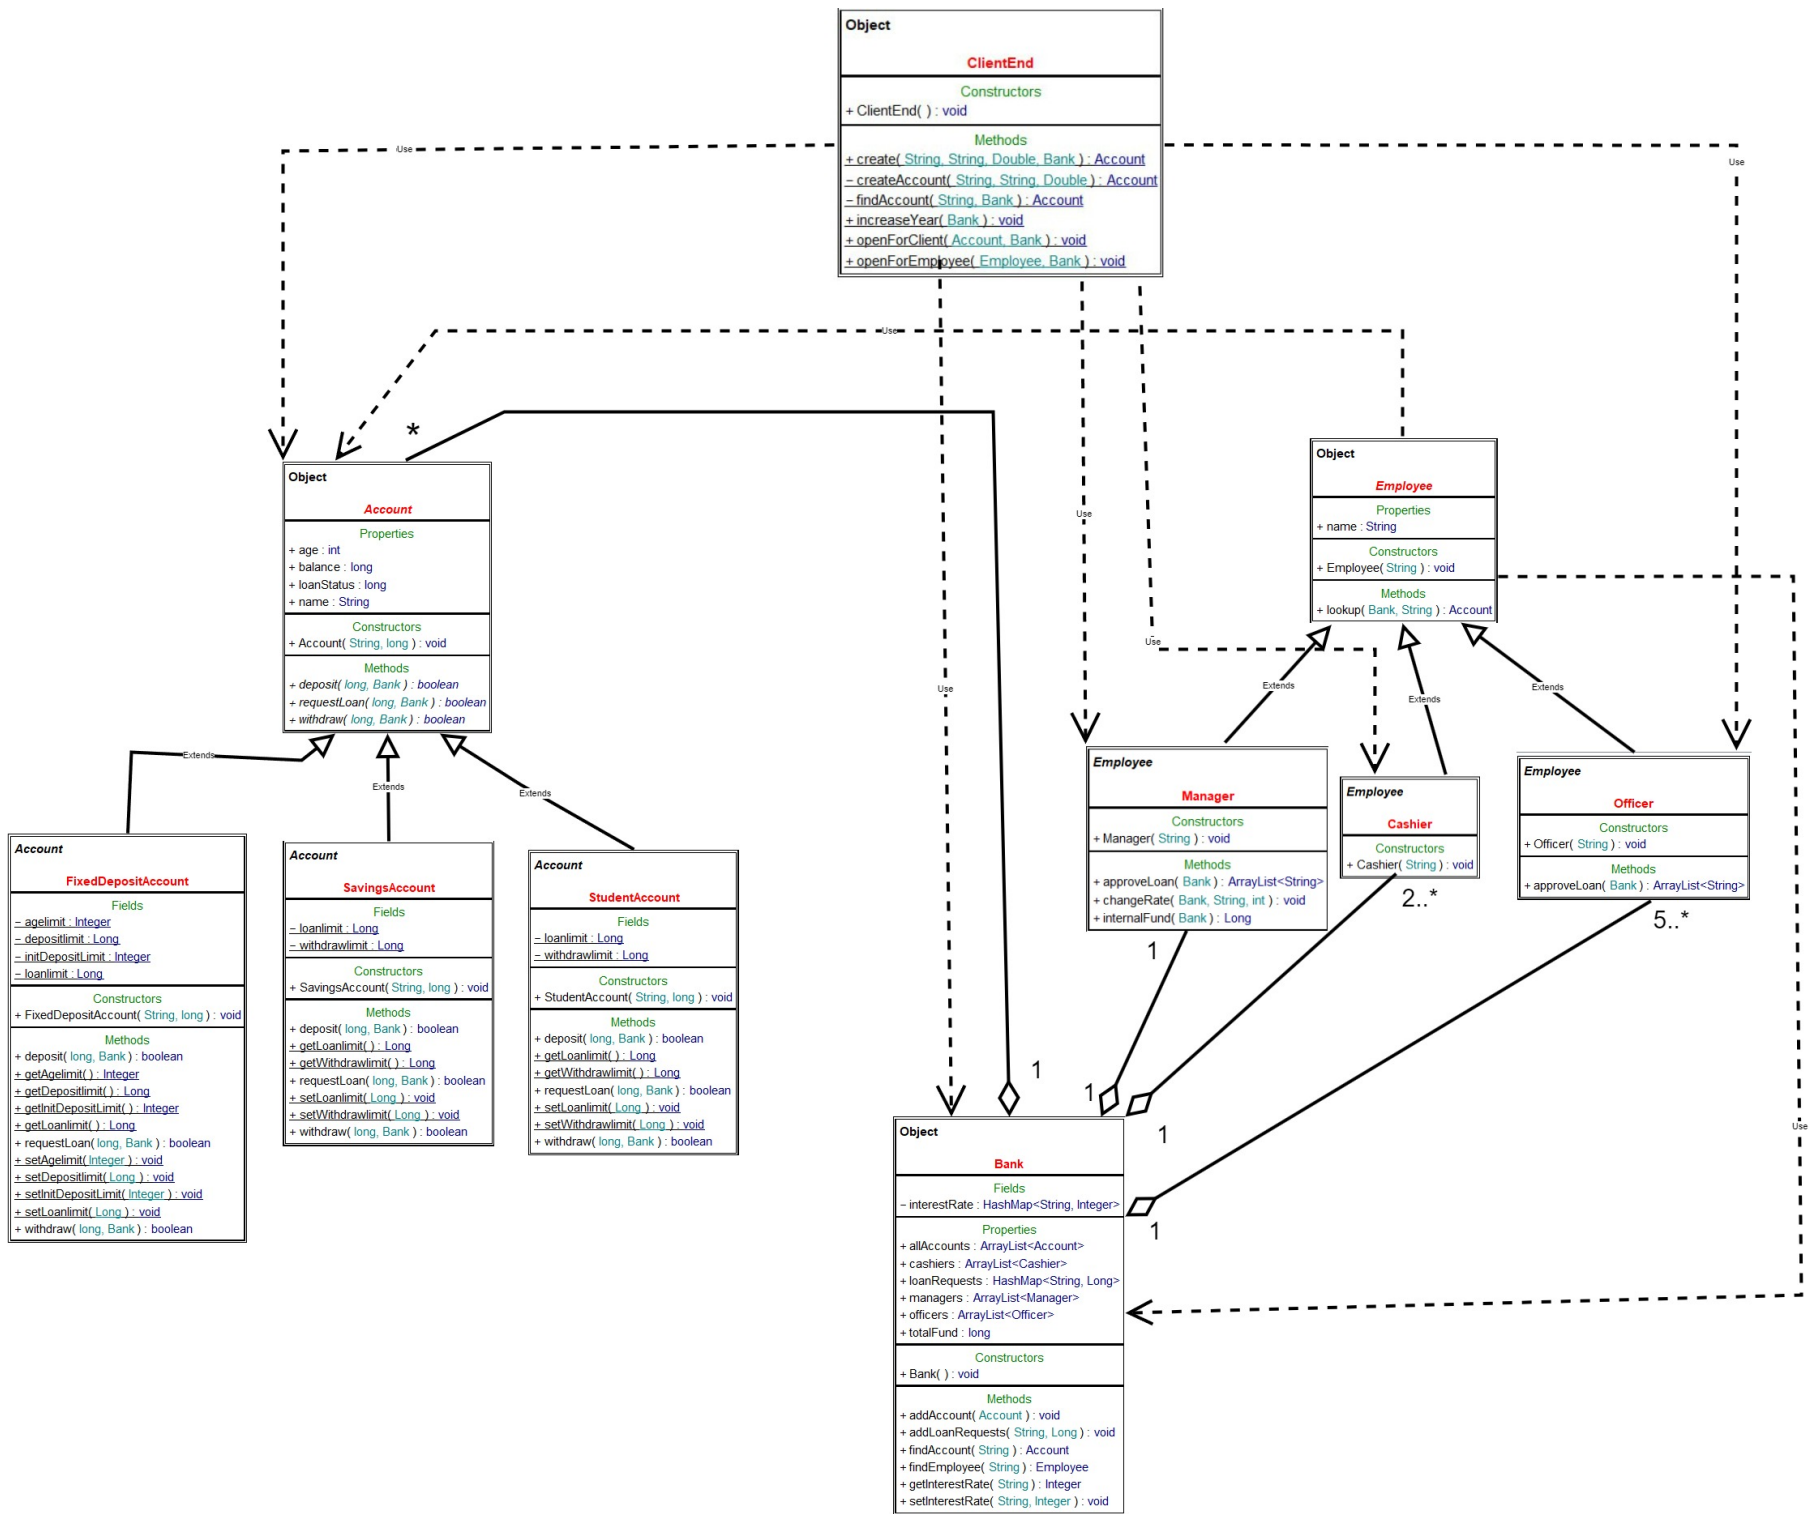 Object
ClientEnd
Constructors
+ ClientEnd( ) : void
Methods
+ create( String, String, Double, Bank ) : Account
− createAccount( String, String, Double ) : Account
− findAccount( String, Bank ) : Account
+ increaseYear( Bank ) : void
+ openForClient( Account, Bank ) : void
+ openForEmployee( Employee, Bank ) : void
Use
Use
Use
*
Object
Account
Properties
+ age : int
+ balance : long
+ loanStatus : long
+ name : String
Constructors
+ Account( String, long ) : void
Methods
+ deposit( long, Bank ) : boolean
+ requestLoan( long, Bank ) : boolean
+ withdraw( long, Bank ) : boolean
Object
Employee
Properties
+ name : String
Constructors
+ Employee( String ) : void
Methods
+ lookup( Bank, String ) : Account
Use
Use
Use
Extends
Extends
Extends
Extends
Extends
Extends
Account
FixedDepositAccount
Fields
− agelimit : Integer
− depositlimit : Long
− initDepositLimit : Integer
− loanlimit : Long
Constructors
+ FixedDepositAccount( String, long ) : void
Methods
+ deposit( long, Bank ) : boolean
+ getAgelimit( ) : Integer
+ getDepositlimit( ) : Long
+ getInitDepositLimit( ) : Integer
+ getLoanlimit( ) : Long
+ requestLoan( long, Bank ) : boolean
+ setAgelimit( Integer ) : void
+ setDepositlimit( Long ) : void
+ setInitDepositLimit( Integer ) : void
+ setLoanlimit( Long ) : void
+ withdraw( long, Bank ) : boolean
Account
SavingsAccount
Fields
− loanlimit : Long
− withdrawlimit : Long
Constructors
+ SavingsAccount( String, long ) : void
Methods
+ deposit( long, Bank ) : boolean
+ getLoanlimit( ) : Long
+ getWithdrawlimit( ) : Long
+ requestLoan( long, Bank ) : boolean
+ setLoanlimit( Long ) : void
+ setWithdrawlimit( Long ) : void
+ withdraw( long, Bank ) : boolean
Account
StudentAccount
Fields
− loanlimit : Long
− withdrawlimit : Long
Constructors
+ StudentAccount( String, long ) : void
Methods
+ deposit( long, Bank ) : boolean
+ getLoanlimit( ) : Long
+ getWithdrawlimit( ) : Long
+ requestLoan( long, Bank ) : boolean
+ setLoanlimit( Long ) : void
+ setWithdrawlimit( Long ) : void
+ withdraw( long, Bank ) : boolean
Employee
Manager
Constructors
+ Manager( String ) : void
Methods
+ approveLoan( Bank ) : ArrayList<String>
+ changeRate( Bank, String, int ) : void
+ internalFund( Bank ) : Long
Employee
Cashier
Constructors
+ Cashier( String ) : void
Employee
Officer
Constructors
+ Officer( String ) : void
Methods
+ approveLoan( Bank ) : ArrayList<String>
1
2..*
5..*
1
1
1
1
Use
Object
Bank
Fields
− interestRate : HashMap<String, Integer>
Properties
+ allAccounts : ArrayList<Account>
+ cashiers : ArrayList<Cashier>
+ loanRequests : HashMap<String, Long>
+ managers : ArrayList<Manager>
+ officers : ArrayList<Officer>
+ totalFund : long
Constructors
+ Bank( ) : void
Methods
+ addAccount( Account ) : void
+ addLoanRequests( String, Long ) : void
+ findAccount( String ) : Account
+ findEmployee( String ) : Employee
+ getInterestRate( String ) : Integer
+ setInterestRate( String, Integer ) : void